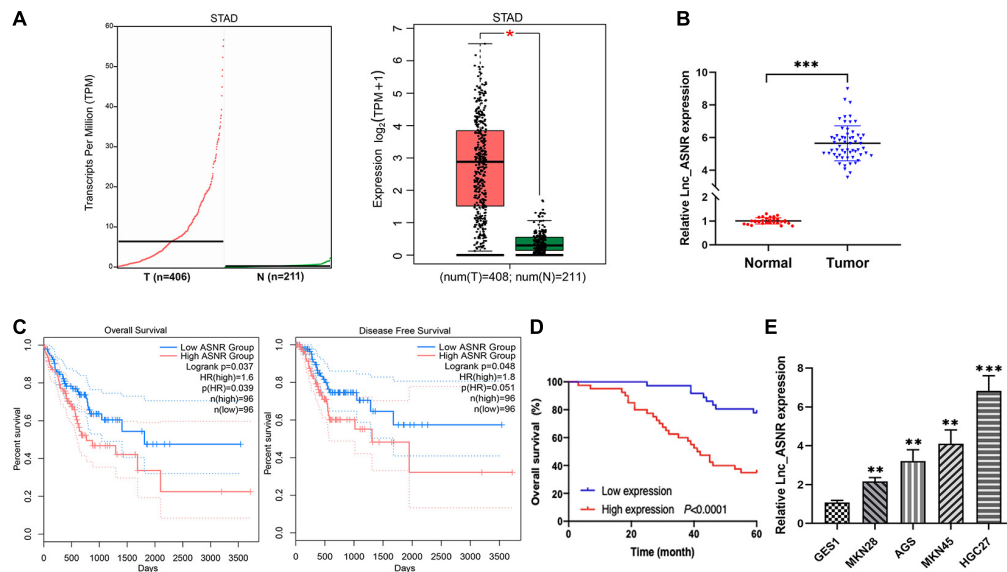 A
STAD
Transcripts Per Million (TPM)
60
50
40
30
20
10
0
T (n=406)
N (n=211)
STAD
Expression log2(TPM+1)
7
6
5
4
3
2
1
0
*
(num(T)=408; num(N)=211)
B
***
Relative Lnc_ASNR expression
10
8
6
4
2
1
0
Normal
Tumor
C
Overall Survival
Low ASNR Group
High ASNR Group
Logrank p=0.037
HR(high)=1.6
p(HR)=0.039
n(high)=96
n(low)=96
Percent survival
1.0
0.8
0.6
0.4
0.2
0.0
0 500 1000 1500 2000 2500 3000 3500
Days
Disease Free Survival
Low ASNR Group
High ASNR Group
Logrank p=0.048
HR(high)=1.8
p(HR)=0.051
n(high)=96
n(low)=96
Percent survival
1.0
0.8
0.6
0.4
0.2
0.0
0 500 1000 1500 2000 2500 3000 3500
Days
D
Overall survival (%)
100
80
60
40
20
0
Low expression
High expression P<0.0001
0 20 40 60
Time (month)
E
Relative Lnc_ASNR expression
8
6
4
2
0
**
**
**
***
GES1
MKN28
AGS
MKN45
HGC27